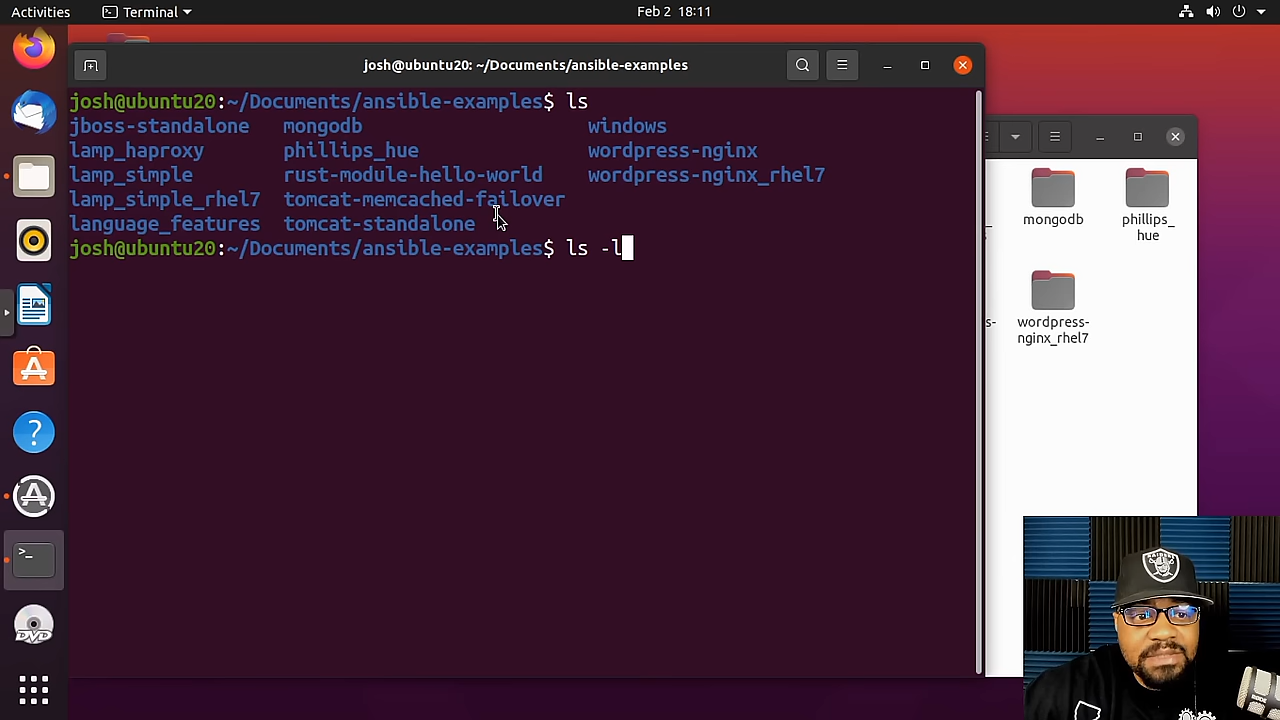 Activities
Terminal
Feb 2 18:11
josh@ubuntu20: ~/Documents/ansible-examples
josh@ubuntu20:~/Documents/ansible-examples$ ls
jboss-standalone mongodb windows
lamp_haproxy phillips_hue wordpress-nginx
lamp_simple rust-module-hello-world wordpress-nginx_rhel7
lamp_simple_rhel7 tomcat-memcached-failover
language_features tomcat-standalone
josh@ubuntu20:~/Documents/ansible-examples$ ls -l
mongodb
phillips_
hue
s-
wordpress-
nginx_rhel7
>_
?
DVD
RAIDERS